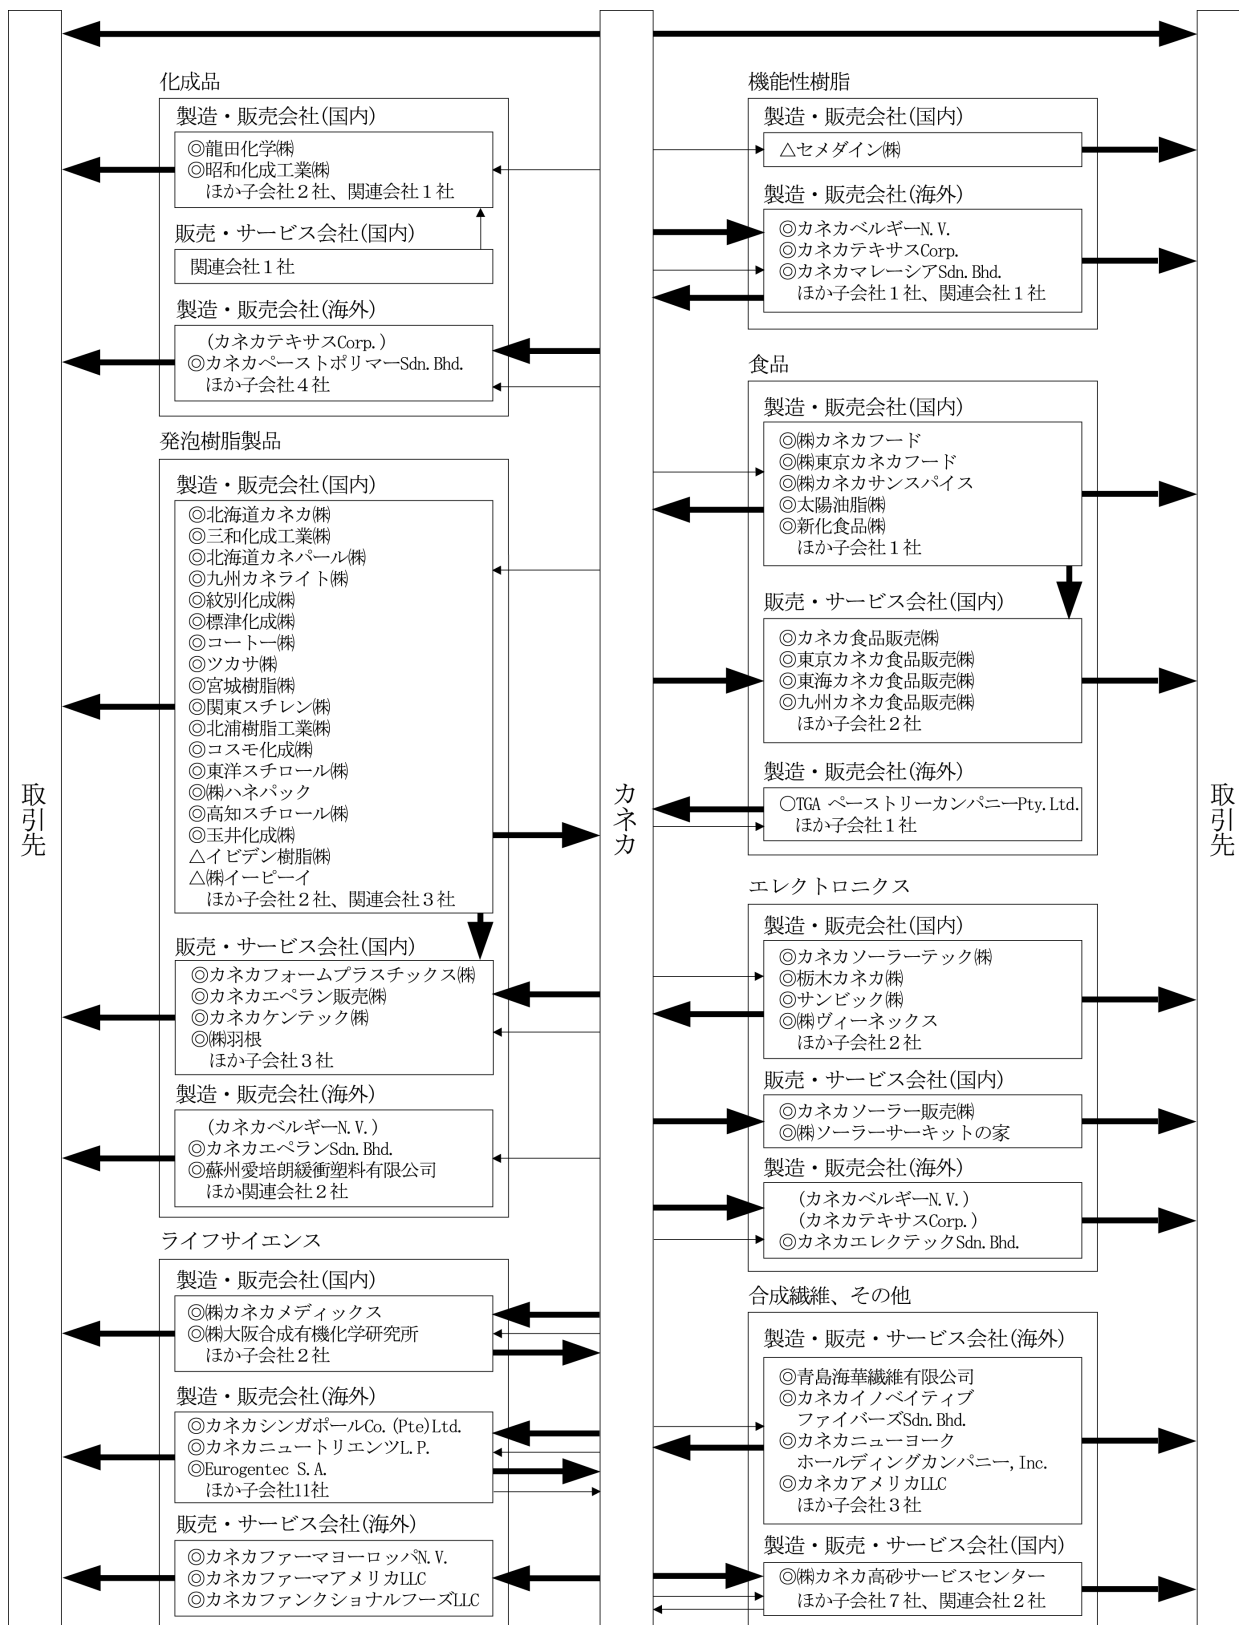 取引先
化成品
製造・販売会社(国内)
◎龍田化学㈱
◎昭和化成工業㈱
ほか子会社2社、関連会社1社
販売・サービス会社(国内)
関連会社1社
製造・販売会社(海外)
(カネカテキサスCorp.)
◎カネカペーストポリマーSdn.Bhd.
ほか子会社4社
発泡樹脂製品
製造・販売会社(国内)
◎北海道カネカ㈱
◎三和化成工業㈱
◎北海道カネパール㈱
◎九州カネライト㈱
◎紋別化成㈱
◎標津化成㈱
◎コートー㈱
◎ツカサ㈱
◎宮城樹脂㈱
◎関東スチレン㈱
◎北浦樹脂工業㈱
◎コスモ化成㈱
◎東洋スチロール㈱
◎㈱ハネパック
◎高知スチロール㈱
◎玉井化成㈱
△イビデン樹脂㈱
△㈱イーピーイ
ほか子会社2社、関連会社3社
販売・サービス会社(国内)
◎カネカフォームプラスチックス㈱
◎カネカエペラン販売㈱
◎カネカケンテック㈱
◎㈱羽根
ほか子会社3社
製造・販売会社(海外)
(カネカベルギーN.V.)
◎カネカエペランSdn.Bhd.
◎蘇州愛培朗緩衝塑料有限公司
ほか関連会社2社
ライフサイエンス
製造・販売会社(国内)
◎㈱カネカメディックス
◎㈱大阪合成有機化学研究所
ほか子会社2社
製造・販売会社(海外)
◎カネカシンガポールCo.(Pte)Ltd.
◎カネカニュートリエンツL.P.
◎Eurogentec S.A.
ほか子会社11社
販売・サービス会社(海外)
◎カネカファーマヨーロッパN.V.
◎カネカファーマアメリカLLC
◎カネカファンクショナルフーズLLC
カネカ
機能性樹脂
製造・販売会社(国内)
△セメダイン㈱
製造・販売会社(海外)
◎カネカベルギーN.V.
◎カネカテキサスCorp.
◎カネカマレーシアSdn.Bhd.
ほか子会社1社、関連会社1社
食品
製造・販売会社(国内)
◎㈱カネカフード
◎㈱東京カネカフード
◎㈱カネカサンスパイス
◎太陽油脂㈱
◎新化食品㈱
ほか子会社1社
販売・サービス会社(国内)
◎カネカ食品販売㈱
◎東京カネカ食品販売㈱
◎東海カネカ食品販売㈱
◎九州カネカ食品販売㈱
ほか子会社2社
製造・販売会社(海外)
○TGA ペーストリーカンパニーPty.Ltd.
ほか子会社1社
エレクトロニクス
製造・販売会社(国内)
◎カネカソーラーテック㈱
◎栃木カネカ㈱
◎サンビック㈱
◎㈱ヴィーネックス
ほか子会社2社
販売・サービス会社(国内)
◎カネカソーラー販売㈱
◎㈱ソーラーサーキットの家
製造・販売会社(海外)
(カネカベルギーN.V.)
(カネカテキサスCorp.)
◎カネカエレクテックSdn.Bhd.
合成繊維、その他
製造・販売・サービス会社(海外)
◎青島海華繊維有限公司
◎カネカイノベイティブ
ファイバーズSdn.Bhd.
◎カネカニューヨーク
ホールディングカンパニー,Inc.
◎カネカアメリカLLC
ほか子会社3社
製造・販売・サービス会社(国内)
◎㈱カネカ高砂サービスセンター
ほか子会社7社、関連会社2社
取引先